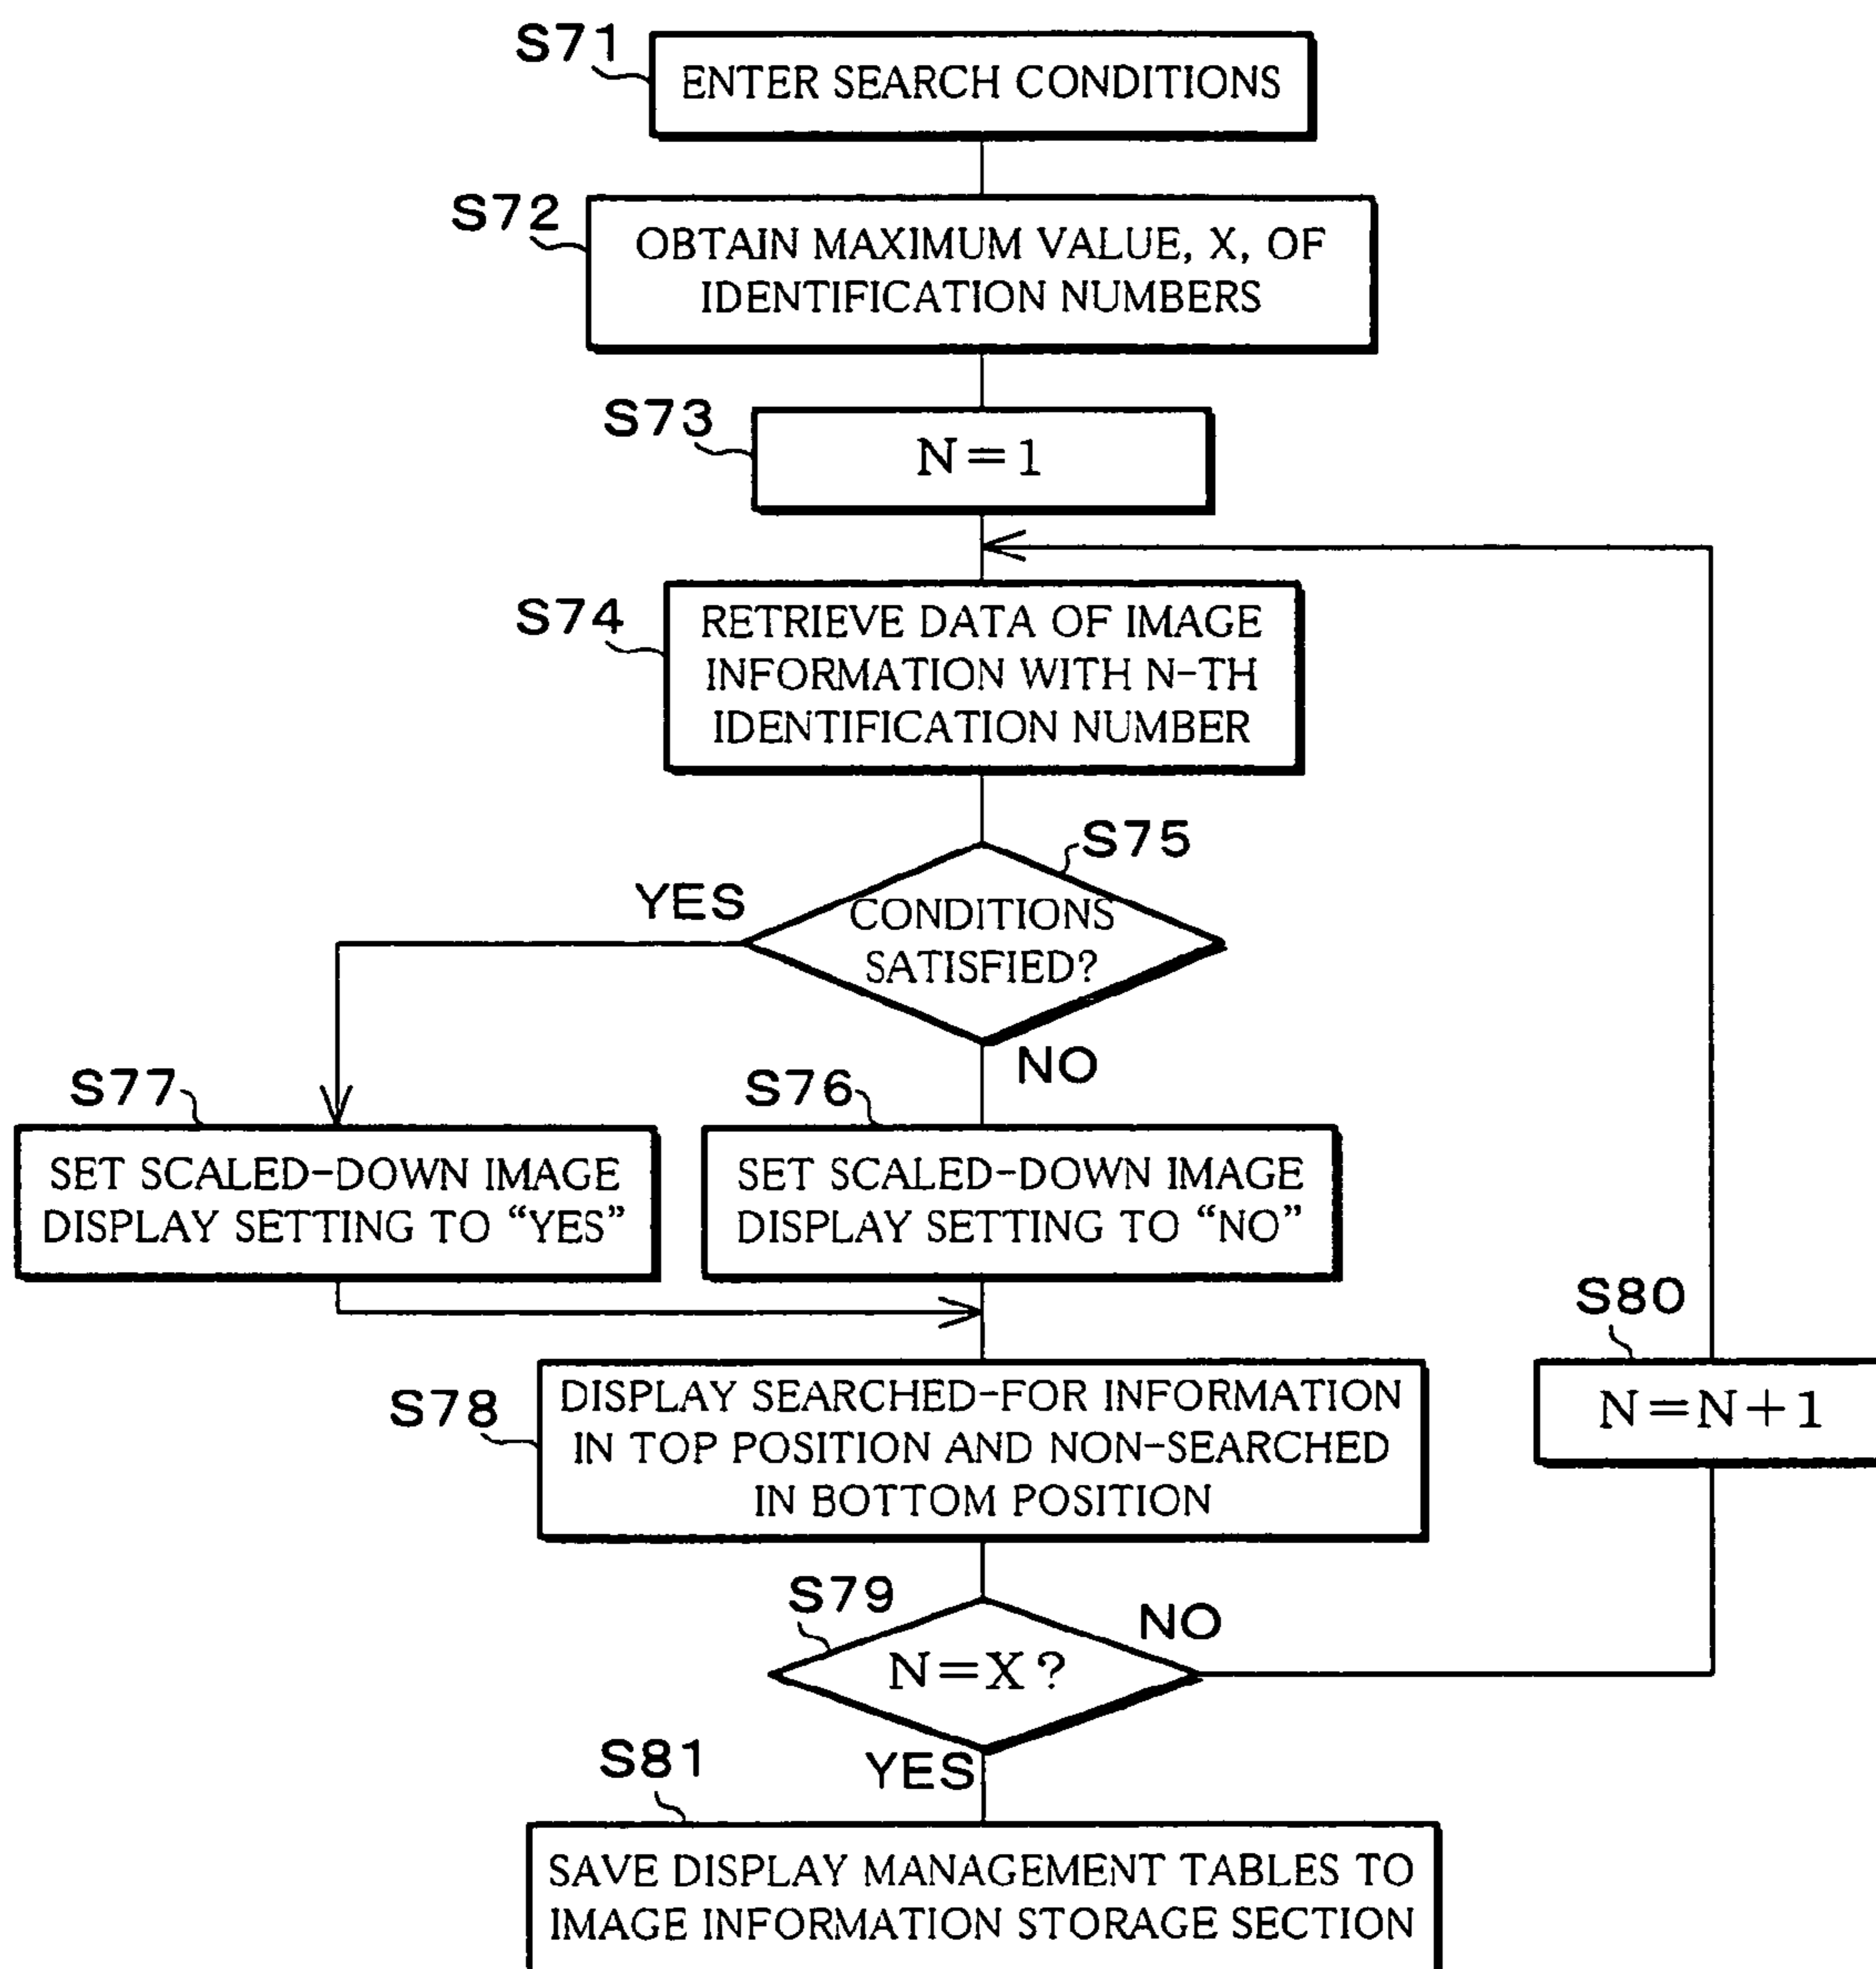 S71
ENTER SEARCH CONDITIONS
S72
OBTAIN MAXIMUM VALUE, X, OF
IDENTIFICATION NUMBERS
S73
N=1
S74
RETRIEVE DATA OF IMAGE
INFORMATION WITH N-TH
IDENTIFICATION NUMBER
S75
YES
CONDITIONS
SATISFIED?
NO
S77
SET SCALED-DOWN IMAGE
DISPLAY SETTING TO “YES”
S76
SET SCALED-DOWN IMAGE
DISPLAY SETTING TO “NO”
S80
N=N+1
S78
DISPLAY SEARCHED-FOR INFORMATION
IN TOP POSITION AND NON-SEARCHED
IN BOTTOM POSITION
S79
NO
N=X?
YES
S81
SAVE DISPLAY MANAGEMENT TABLES TO
IMAGE INFORMATION STORAGE SECTION